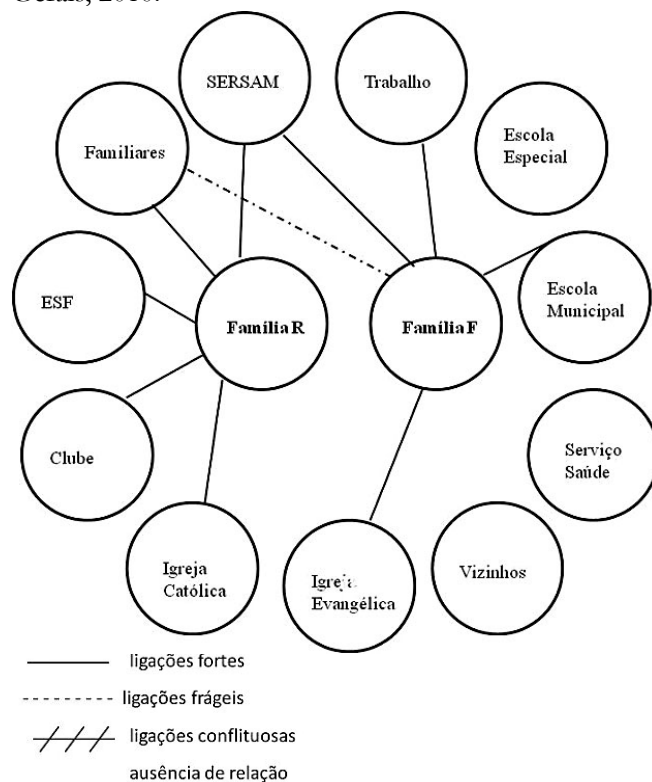 Gerais, 2010.
SERSAM
Trabalho
Escola
Especial
Familiares
ESF
Família R
Família F
Escola
Municipal
Clube
Serviço
Saúde
Igreja
Católica
Igreja
Evangélica
Vizinhos
ligações fortes
ligações frágeis
ligações conflituosas
ausência de relação